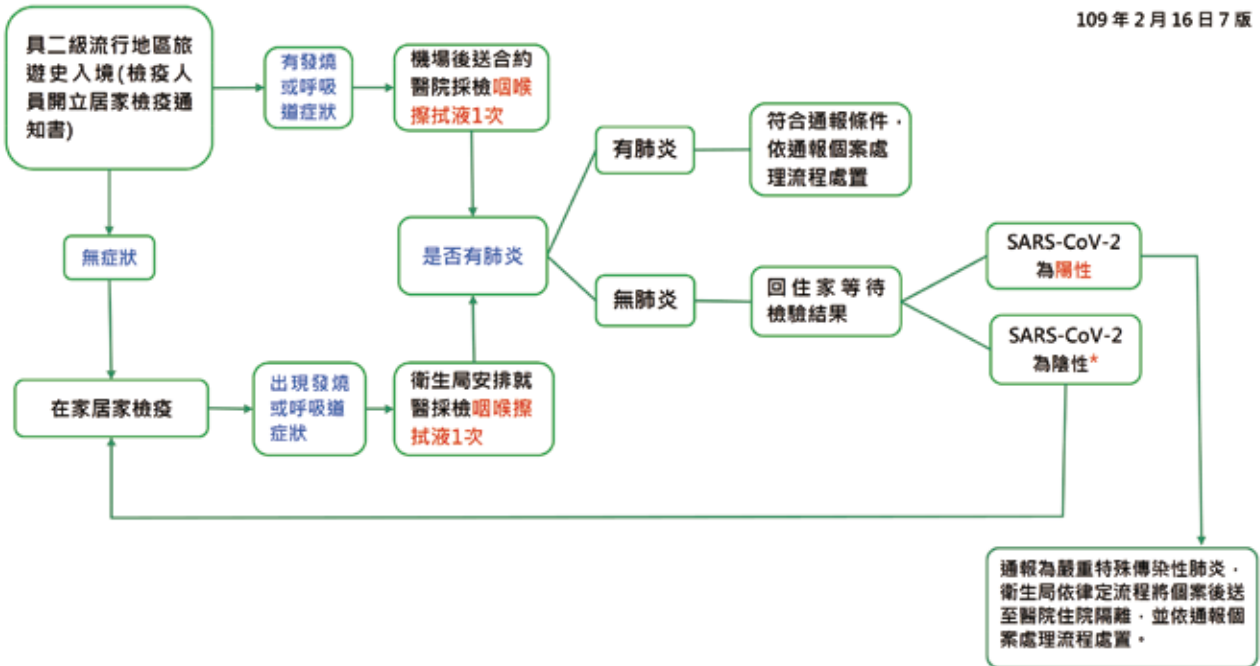 109 年 2 月 16 日 7 版
具二級流行地區旅
遊史入境(檢疫人
員開立居家檢疫通
知書)
有發燒
或呼吸
道症狀
機場後送合約
醫院採檢咽喉
擦拭液1次
有肺炎
符合通報條件，
依通報個案處
理流程處置
無症狀
是否有肺炎
無肺炎
回住家等待
檢驗結果
SARS-CoV-2
為陽性
SARS-CoV-2
為陰性*
在家居家檢疫
出現發燒
或呼吸道
症狀
衛生局安排就
醫採檢咽喉擦
拭液1次
通報為嚴重特殊傳染性肺炎，
衛生局依律定流程將個案後送
至醫院住院隔離，並依通報個
案處理流程處置。